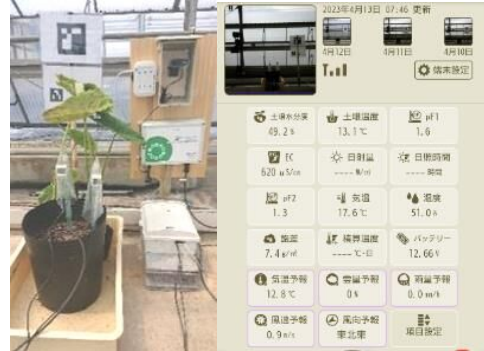 2023年4月13日 07:46 更新
4月12日
4月11日
4月10日
端末設定
土壌水分率
49.2 %
土壌温度
13.1 ℃
pF1
1.6
EC
620 μS/cm
日射量
---- W/㎡
日照時間
---- 時間
pF2
1.3
気温
17.6 ℃
湿度
51.0 %
飽差
7.4 g/㎥
積算温度
---- ℃・日
バッテリー
12.66 V
気温予報
12.8 ℃
雲量予報
0 %
雨量予報
0.0 mm/h
風速予報
0.9 m/s
風向予報
東北東
項目設定